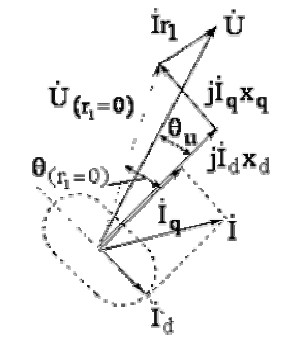 İr₁
U̇
U̇(r₁=0)
jİqxq
θu
θ(r₁=0)
jİdxd
İq
İ
İd